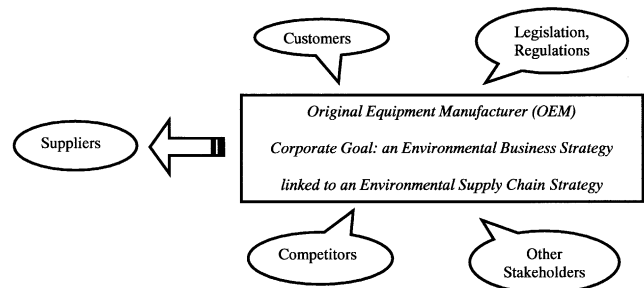 Customers
Legislation,
Regulations
Original Equipment Manufacturer (OEM)
Corporate Goal: an Environmental Business Strategy
linked to an Environmental Supply Chain Strategy
Suppliers
Competitors
Other
Stakeholders